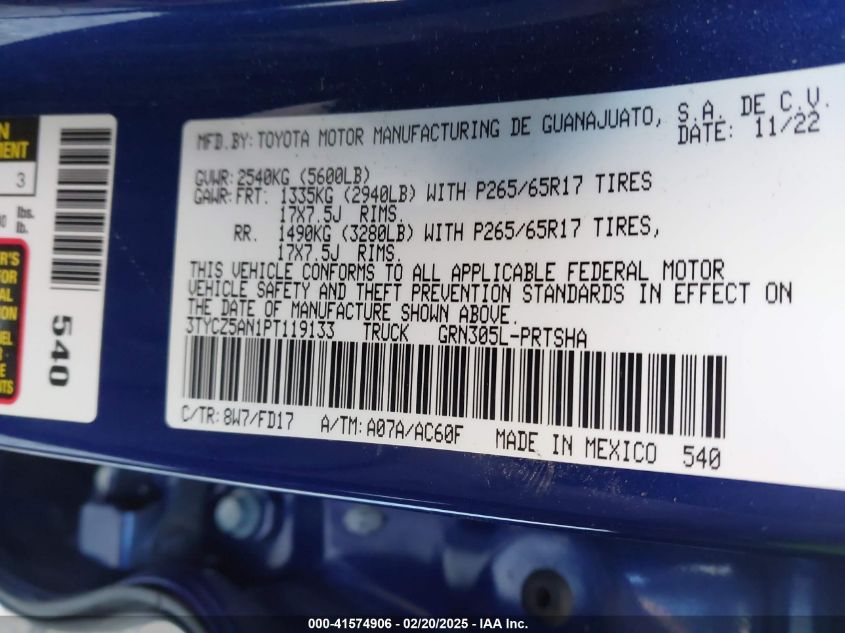 MFD.BY: TOYOTA MOTOR MANUFACTURING DE GUANAJUATO, S.A. DE C.V.
DATE: 11/22
GVWR: 2540KG (5600LB)
GAWR: FRT: 1335KG (2940LB) WITH P265/65R17 TIRES
17X7.5J RIMS.
RR. 1490KG (3280LB) WITH P265/65R17 TIRES,
17X7.5J RIMS.
THIS VEHICLE CONFORMS TO ALL APPLICABLE FEDERAL MOTOR
VEHICLE SAFETY AND THEFT PREVENTION STANDARDS IN EFFECT ON
THE DATE OF MANUFACTURE SHOWN ABOVE.
3TYCZ5AN1PT119133 TRUCK GRN305L-PRTSHA
C/TR: 8W7/FD17 A/TM: A07A/AC60F MADE IN MEXICO 540
3
lbs.
lb.
540
000-41574906 - 02/20/2025 - IAA Inc.